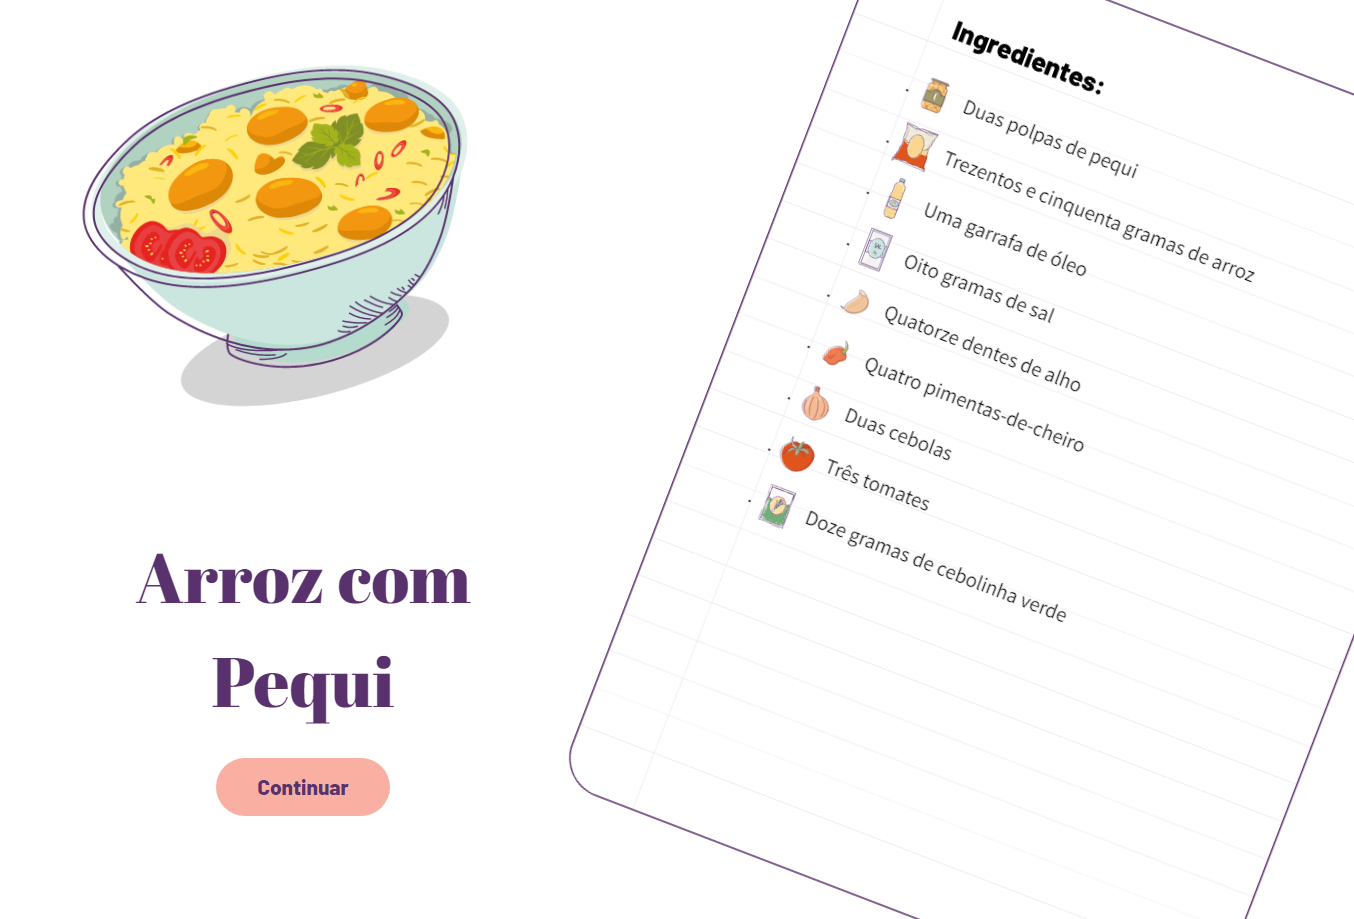 Arroz com
Pequi
Continuar
Ingredientes:
Duas polpas de pequi
Trezentos e cinquenta gramas de arroz
Uma garrafa de óleo
Oito gramas de sal
Quatorze dentes de alho
Quatro pimentas-de-cheiro
Duas cebolas
Três tomates
Doze gramas de cebolinha verde